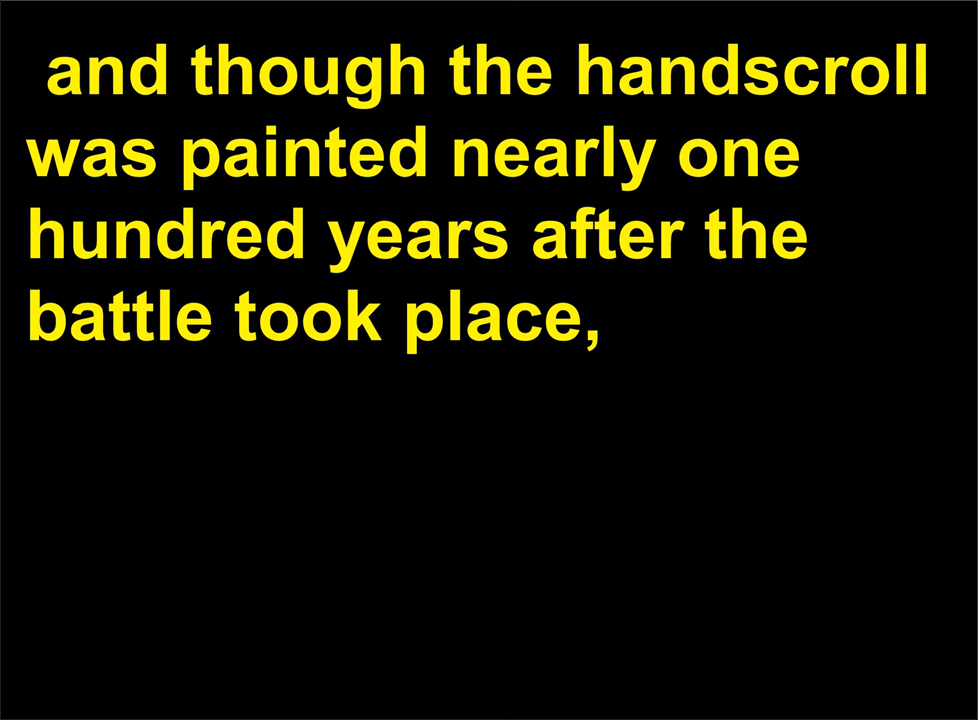 and though the handscroll
was painted nearly one
hundred years after the
battle took place,